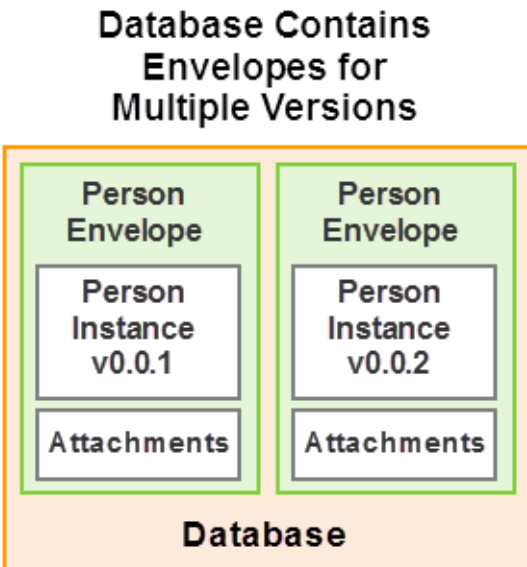 Database Contains
Envelopes for
Multiple Versions
Person
Envelope
Person
Instance
v0.0.1
Attachments
Person
Envelope
Person
Instance
v0.0.2
Attachments
Database